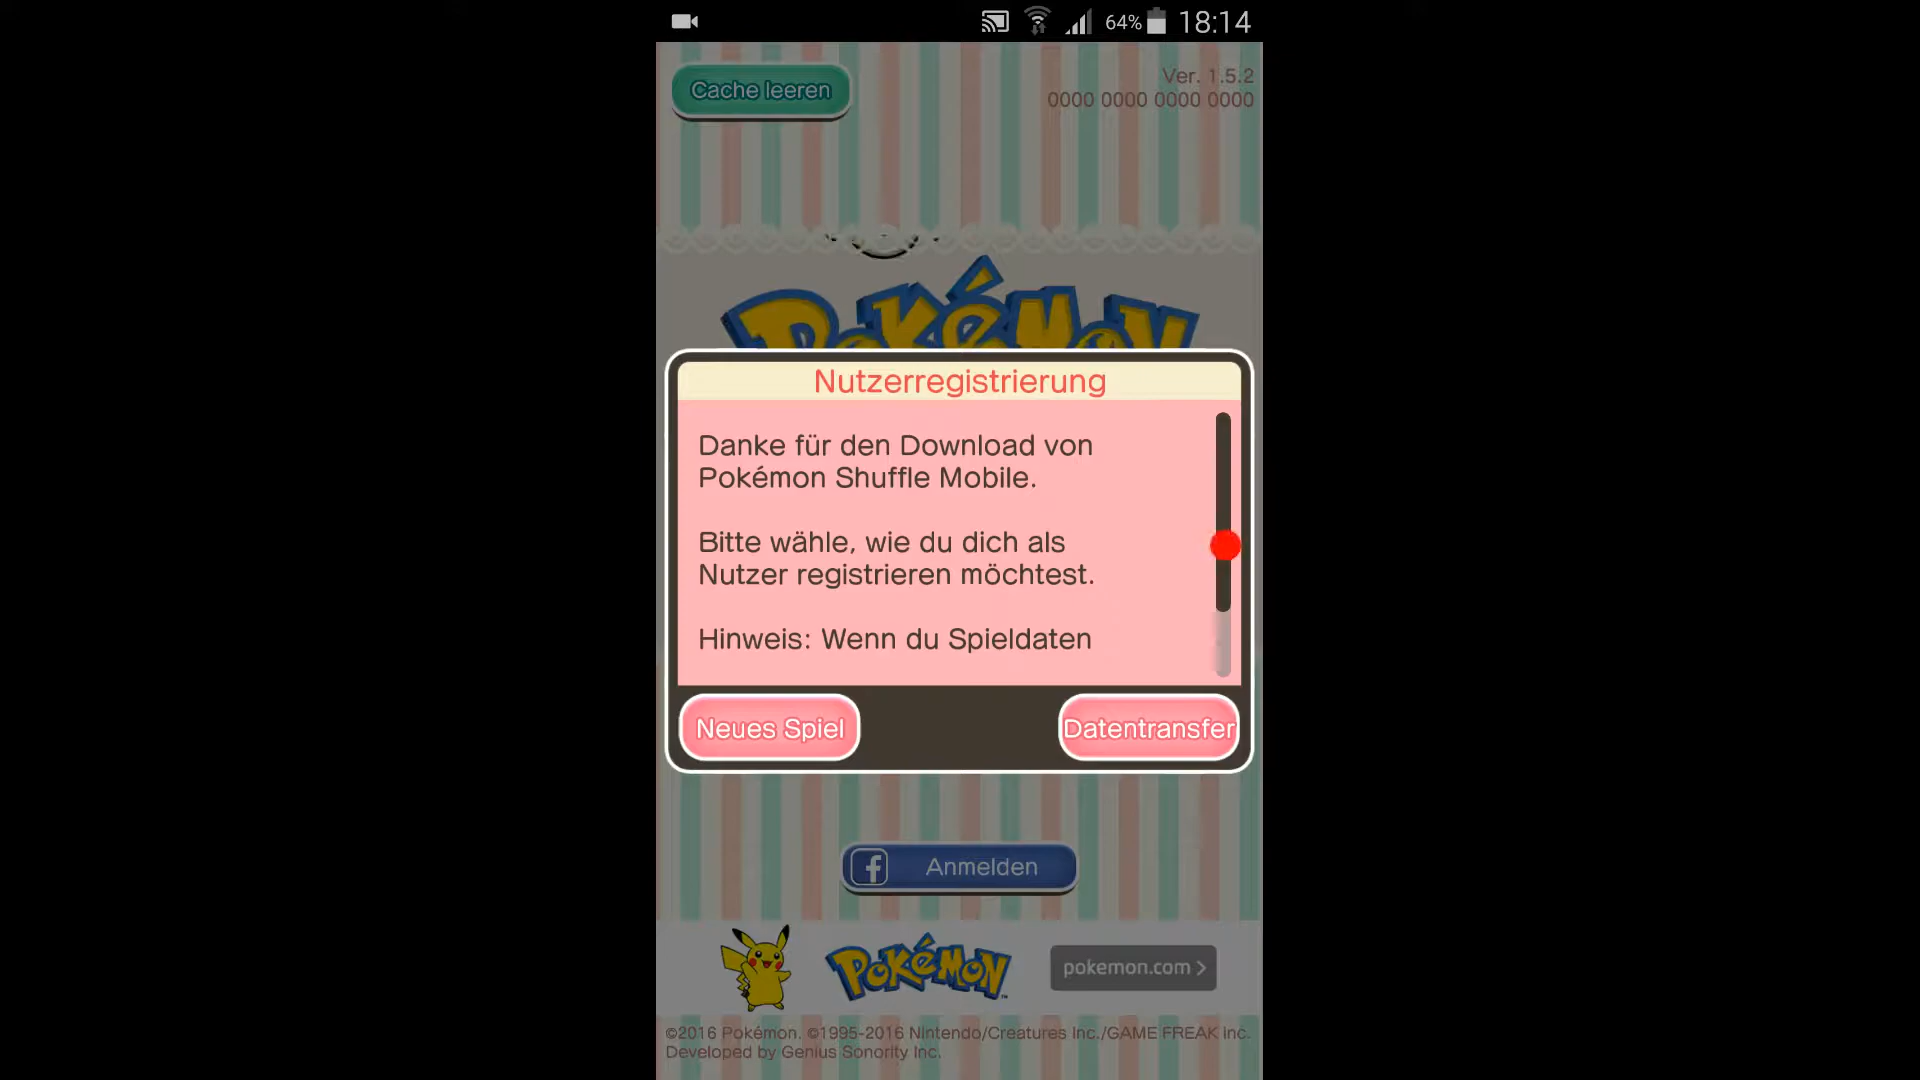 64% 18:14
Cache leeren
Ver. 1.5.2
0000 0000 0000 0000
POKéMON
Nutzerregistrierung
Danke für den Download von
Pokémon Shuffle Mobile.
Bitte wähle, wie du dich als
Nutzer registrieren möchtest.
Hinweis: Wenn du Spieldaten
Neues Spiel
Datentransfer
f Anmelden
POKéMON
pokemon.com >
©2016 Pokémon. ©1995-2016 Nintendo/Creatures Inc./GAME FREAK inc.
Developed by Genius Sonority Inc.